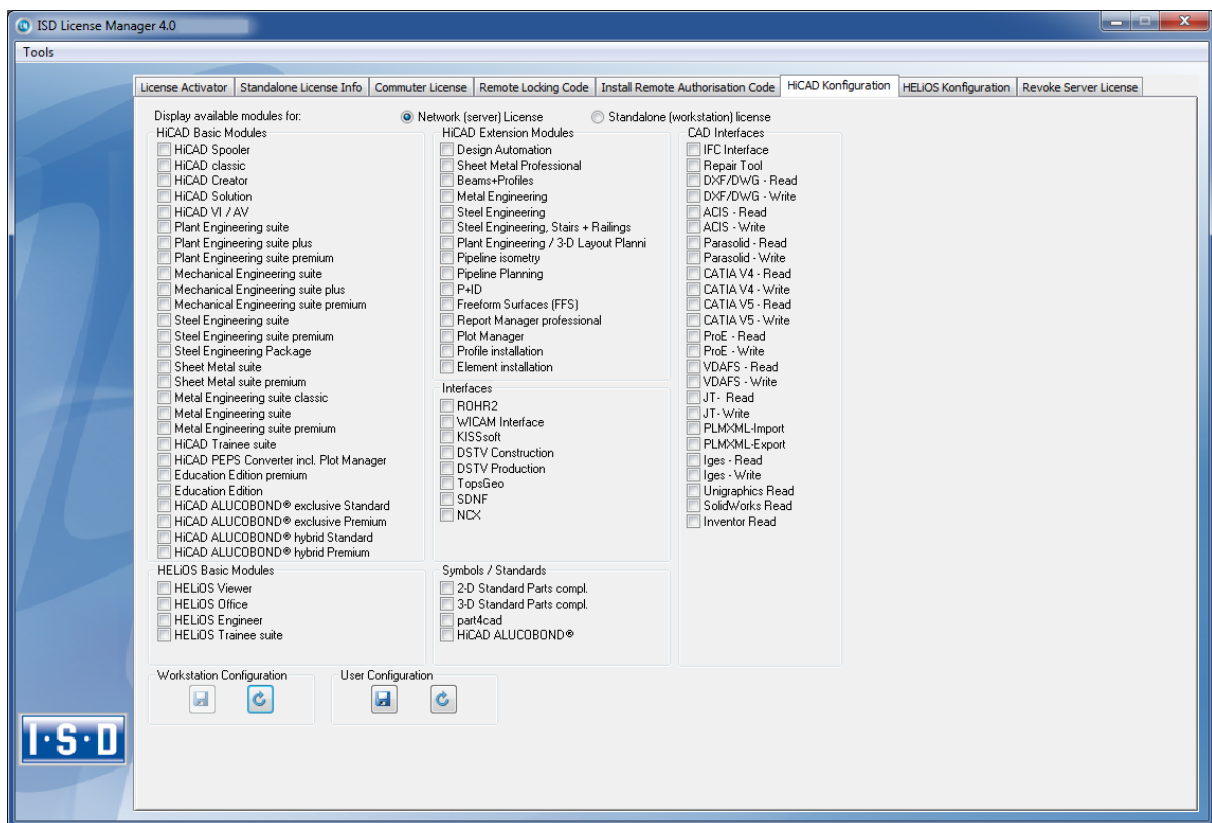 ISD License Manager 4.0
Tools
License Activator
Standalone License Info
Commuter License
Remote Locking Code
Install Remote Authorisation Code
HiCAD Konfiguration
HELiOS Konfiguration
Revoke Server License
Display available modules for:
Network (server) License
Standalone (workstation) license
HiCAD Basic Modules
HiCAD Spooler
HiCAD classic
HiCAD Creator
HiCAD Solution
HiCAD VI / AV
Plant Engineering suite
Plant Engineering suite plus
Plant Engineering suite premium
Mechanical Engineering suite
Mechanical Engineering suite plus
Mechanical Engineering suite premium
Steel Engineering suite
Steel Engineering suite premium
Steel Engineering Package
Sheet Metal suite
Sheet Metal suite premium
Metal Engineering suite classic
Metal Engineering suite
Metal Engineering suite premium
HiCAD Trainee suite
HiCAD PEPS Converter incl. Plot Manager
Education Edition premium
Education Edition
HiCAD ALUCOBOND® exclusive Standard
HiCAD ALUCOBOND® exclusive Premium
HiCAD ALUCOBOND® hybrid Standard
HiCAD ALUCOBOND® hybrid Premium
HELiOS Basic Modules
HELiOS Viewer
HELiOS Office
HELiOS Engineer
HELiOS Trainee suite
HiCAD Extension Modules
Design Automation
Sheet Metal Professional
Beams+Profiles
Metal Engineering
Steel Engineering
Steel Engineering, Stairs + Railings
Plant Engineering / 3-D Layout Planni
Pipeline isometry
Pipeline Planning
P+ID
Freeform Surfaces (FFS)
Report Manager professional
Plot Manager
Profile installation
Element installation
Interfaces
ROHR2
WICAM Interface
KISSsoft
DSTV Construction
DSTV Production
TopsGeo
SDNF
NCX
Symbols / Standards
2-D Standard Parts compl.
3-D Standard Parts compl.
part4cad
HiCAD ALUCOBOND®
CAD Interfaces
IFC Interface
Repair Tool
DXF/DWG - Read
DXF/DWG - Write
ACIS - Read
ACIS - Write
Parasolid - Read
Parasolid - Write
CATIA V4 - Read
CATIA V4 - Write
CATIA V5 - Read
CATIA V5 - Write
ProE - Read
ProE - Write
VDAFS - Read
VDAFS - Write
JT- Read
JT- Write
PLMXML-Import
PLMXML-Export
Iges - Read
Iges - Write
Unigraphics Read
SolidWorks Read
Inventor Read
Workstation Configuration
User Configuration
I·S·D